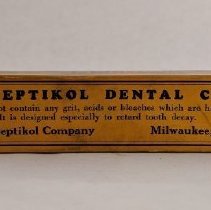 EPTIKOL DENTAL C
ot contain any grit, acids or bleaches which are h
It is designed especially to retard tooth decay.
eptikol Company Milwaukee,